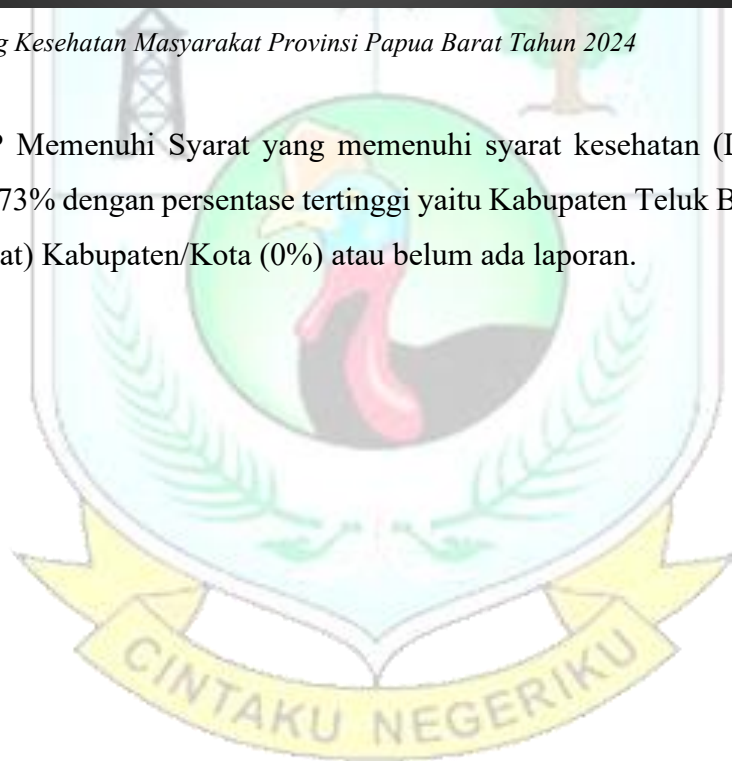 g Kesehatan Masyarakat Provinsi Papua Barat Tahun 2024
Memenuhi Syarat yang memenuhi syarat kesehatan (
73% dengan persentase tertinggi yaitu Kabupaten Teluk B
at) Kabupaten/Kota (0%) atau belum ada laporan.
CINTAKU NEGERIKU